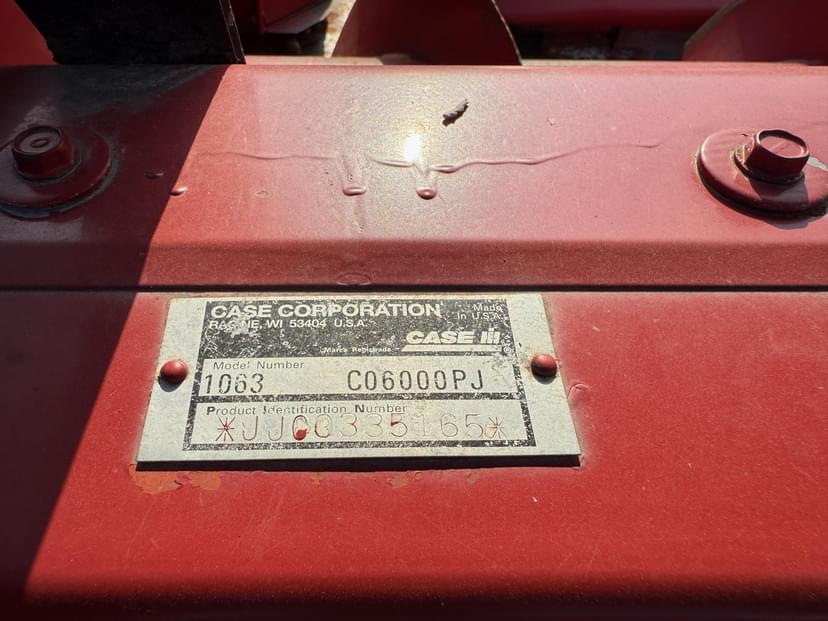 CASE CORPORATION
RACINE, WI 53404 U.S.A.
Made
in U.S.A.
CASE IH
Marca Registrada
®
Model Number
1063 C06000PJ
Product Identification Number
*JJC0335165*